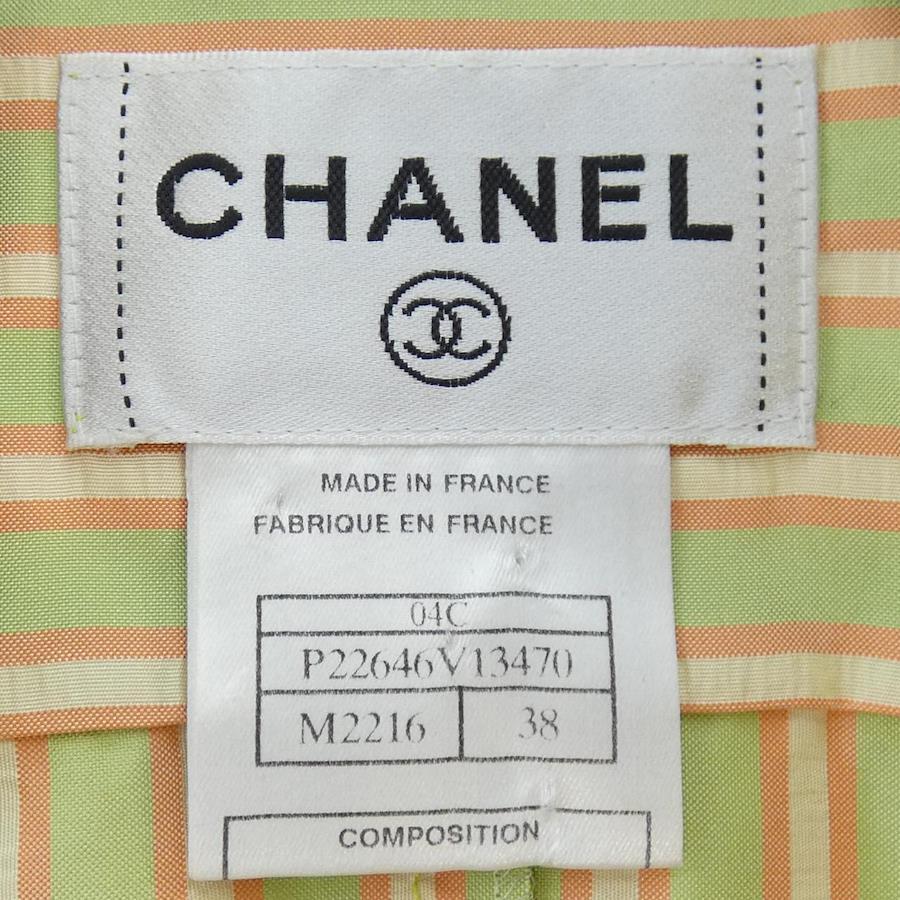 CHANEL
MADE IN FRANCE
FABRIQUE EN FRANCE
04C
P22646V13470
M2216 38
COMPOSITION